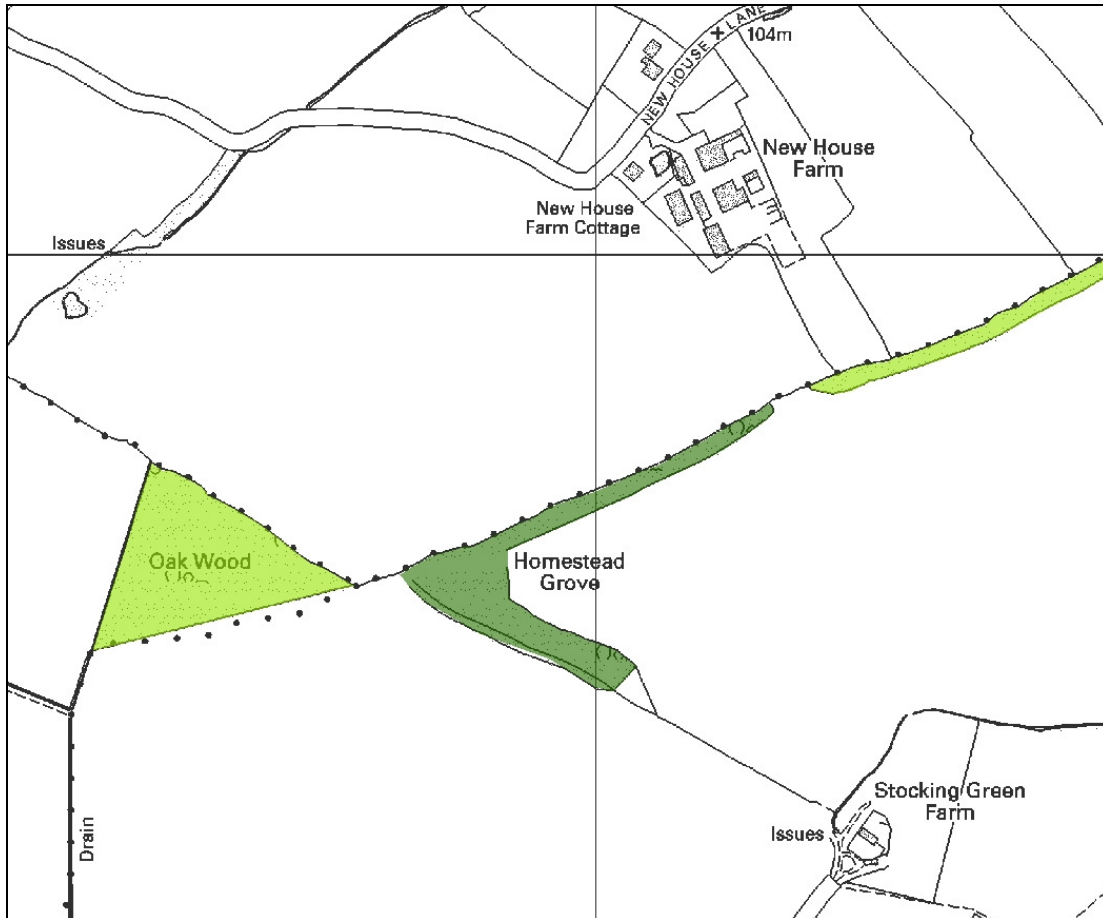 NEW HOUSE LANE
104m
New House
Farm
New House
Farm Cottage
Issues
Oak Wood
Homestead
Grove
Stocking Green
Farm
Issues
Drain